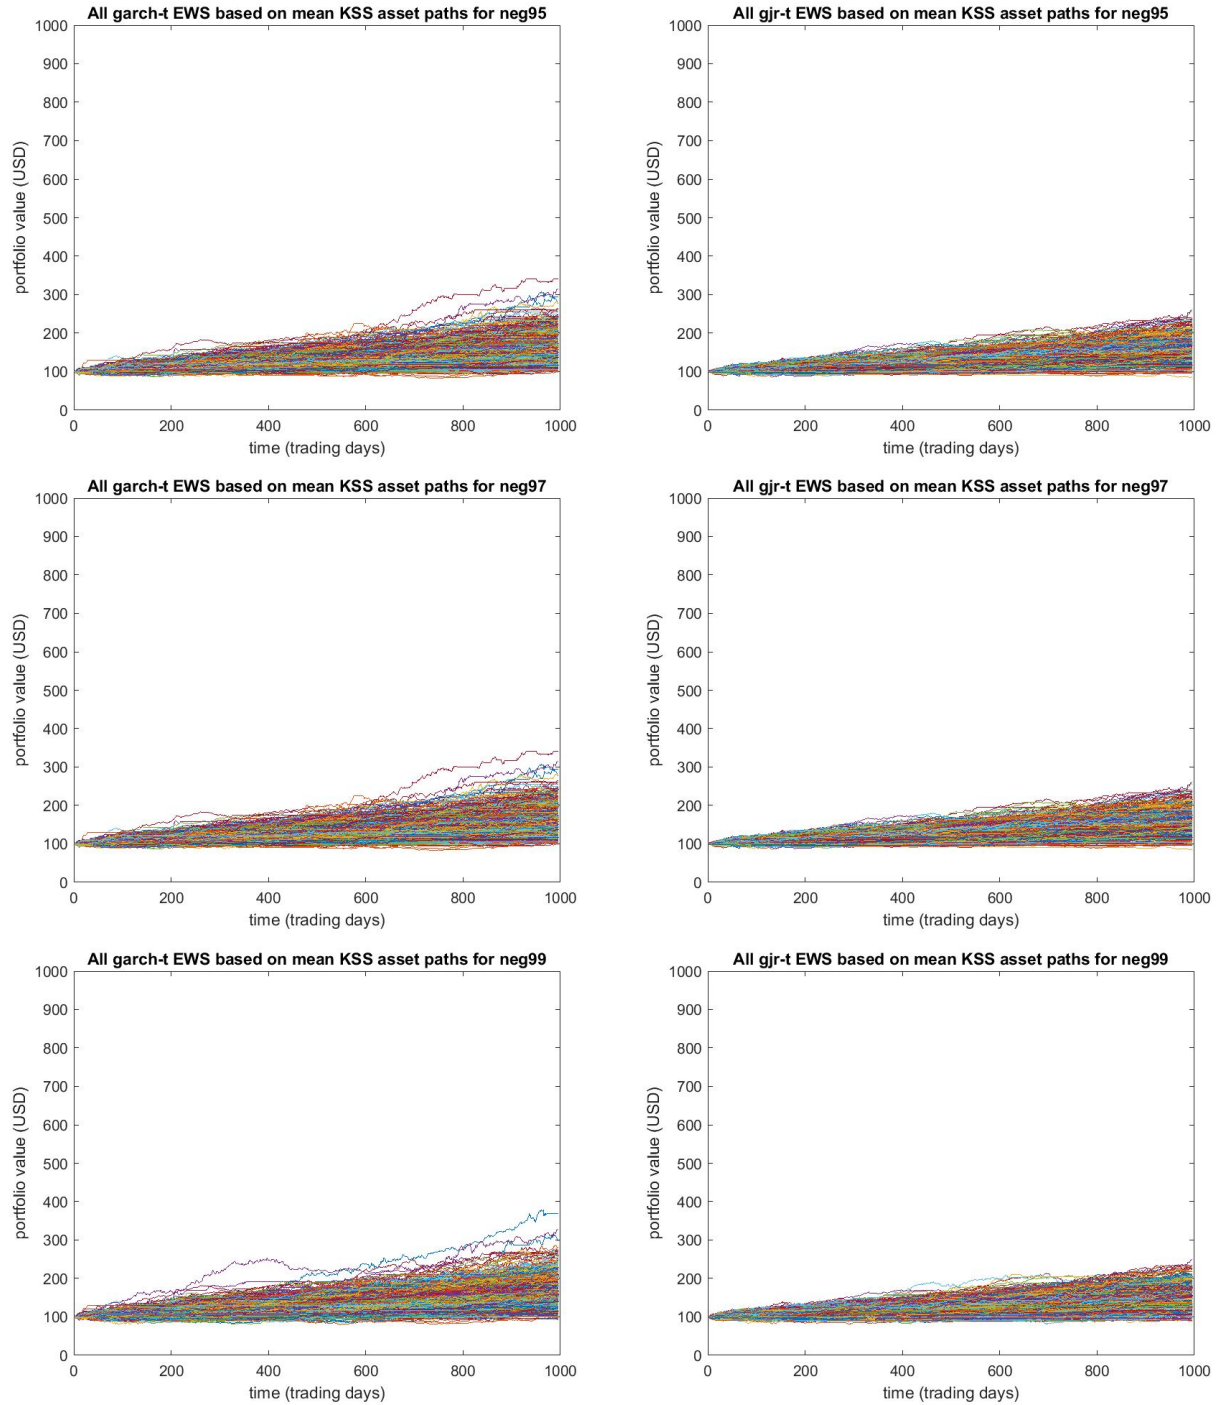 All garch-t EWS based on mean KSS asset paths for neg95
1000
900
800
700
600
500
400
300
200
100
0
portfolio value (USD)
0 200 400 600 800 1000
time (trading days)
All gjr-t EWS based on mean KSS asset paths for neg95
1000
900
800
700
600
500
400
300
200
100
0
portfolio value (USD)
0 200 400 600 800 1000
time (trading days)
All garch-t EWS based on mean KSS asset paths for neg97
1000
900
800
700
600
500
400
300
200
100
0
portfolio value (USD)
0 200 400 600 800 1000
time (trading days)
All gjr-t EWS based on mean KSS asset paths for neg97
1000
900
800
700
600
500
400
300
200
100
0
portfolio value (USD)
0 200 400 600 800 1000
time (trading days)
All garch-t EWS based on mean KSS asset paths for neg99
1000
900
800
700
600
500
400
300
200
100
0
portfolio value (USD)
0 200 400 600 800 1000
time (trading days)
All gjr-t EWS based on mean KSS asset paths for neg99
1000
900
800
700
600
500
400
300
200
100
0
portfolio value (USD)
0 200 400 600 800 1000
time (trading days)